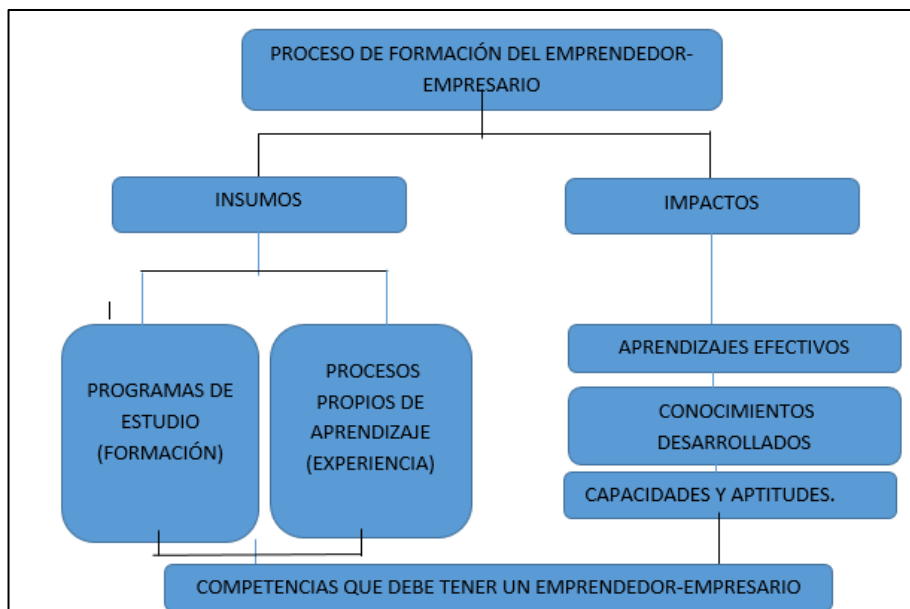 PROCESO DE FORMACIÓN DEL EMPRENDEDOR-
EMPRESARIO
INSUMOS
IMPACTOS
PROGRAMAS DE
ESTUDIO
(FORMACIÓN)
PROCESOS
PROPIOS DE
APRENDIZAJE
(EXPERIENCIA)
APRENDIZAJES EFECTIVOS
CONOCIMIENTOS
DESARROLLADOS
CAPACIDADES Y APTITUDES.
COMPETENCIAS QUE DEBE TENER UN EMPRENDEDOR-EMPRESARIO